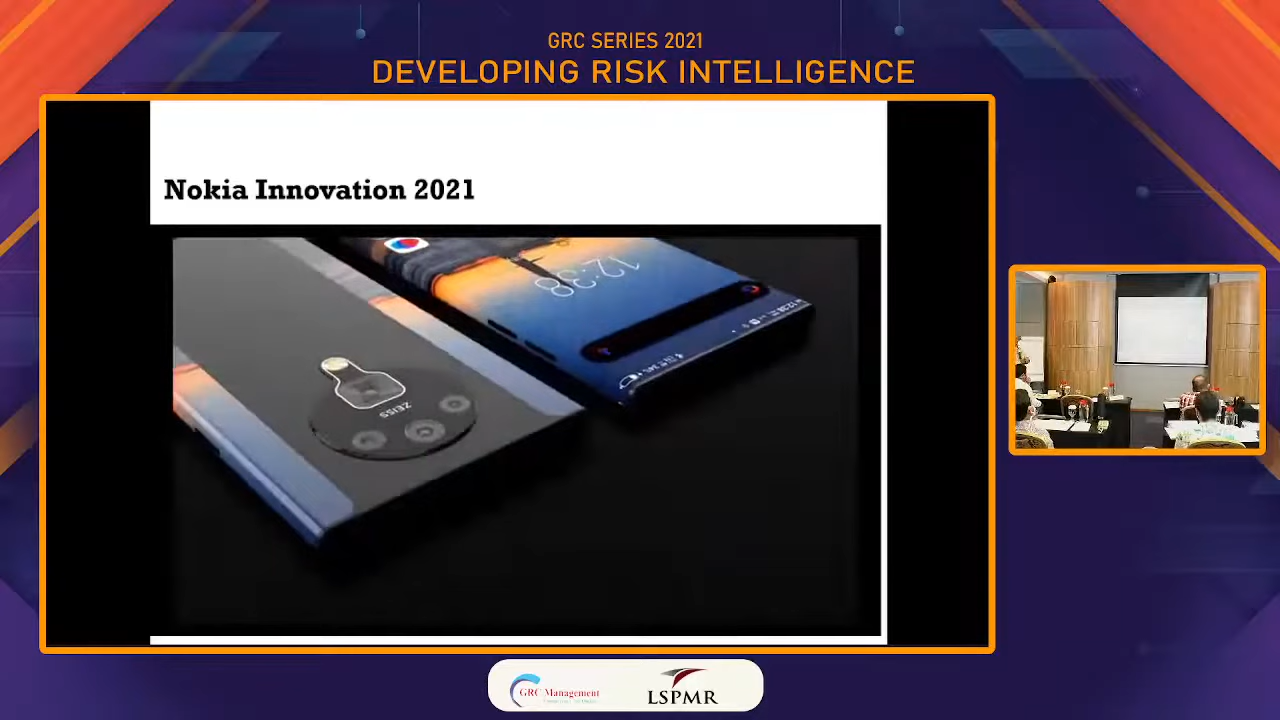 GRC SERIES 2021
DEVELOPING RISK INTELLIGENCE
Nokia Innovation 2021
12:38
ZEISS
GRC Management
LSPMR